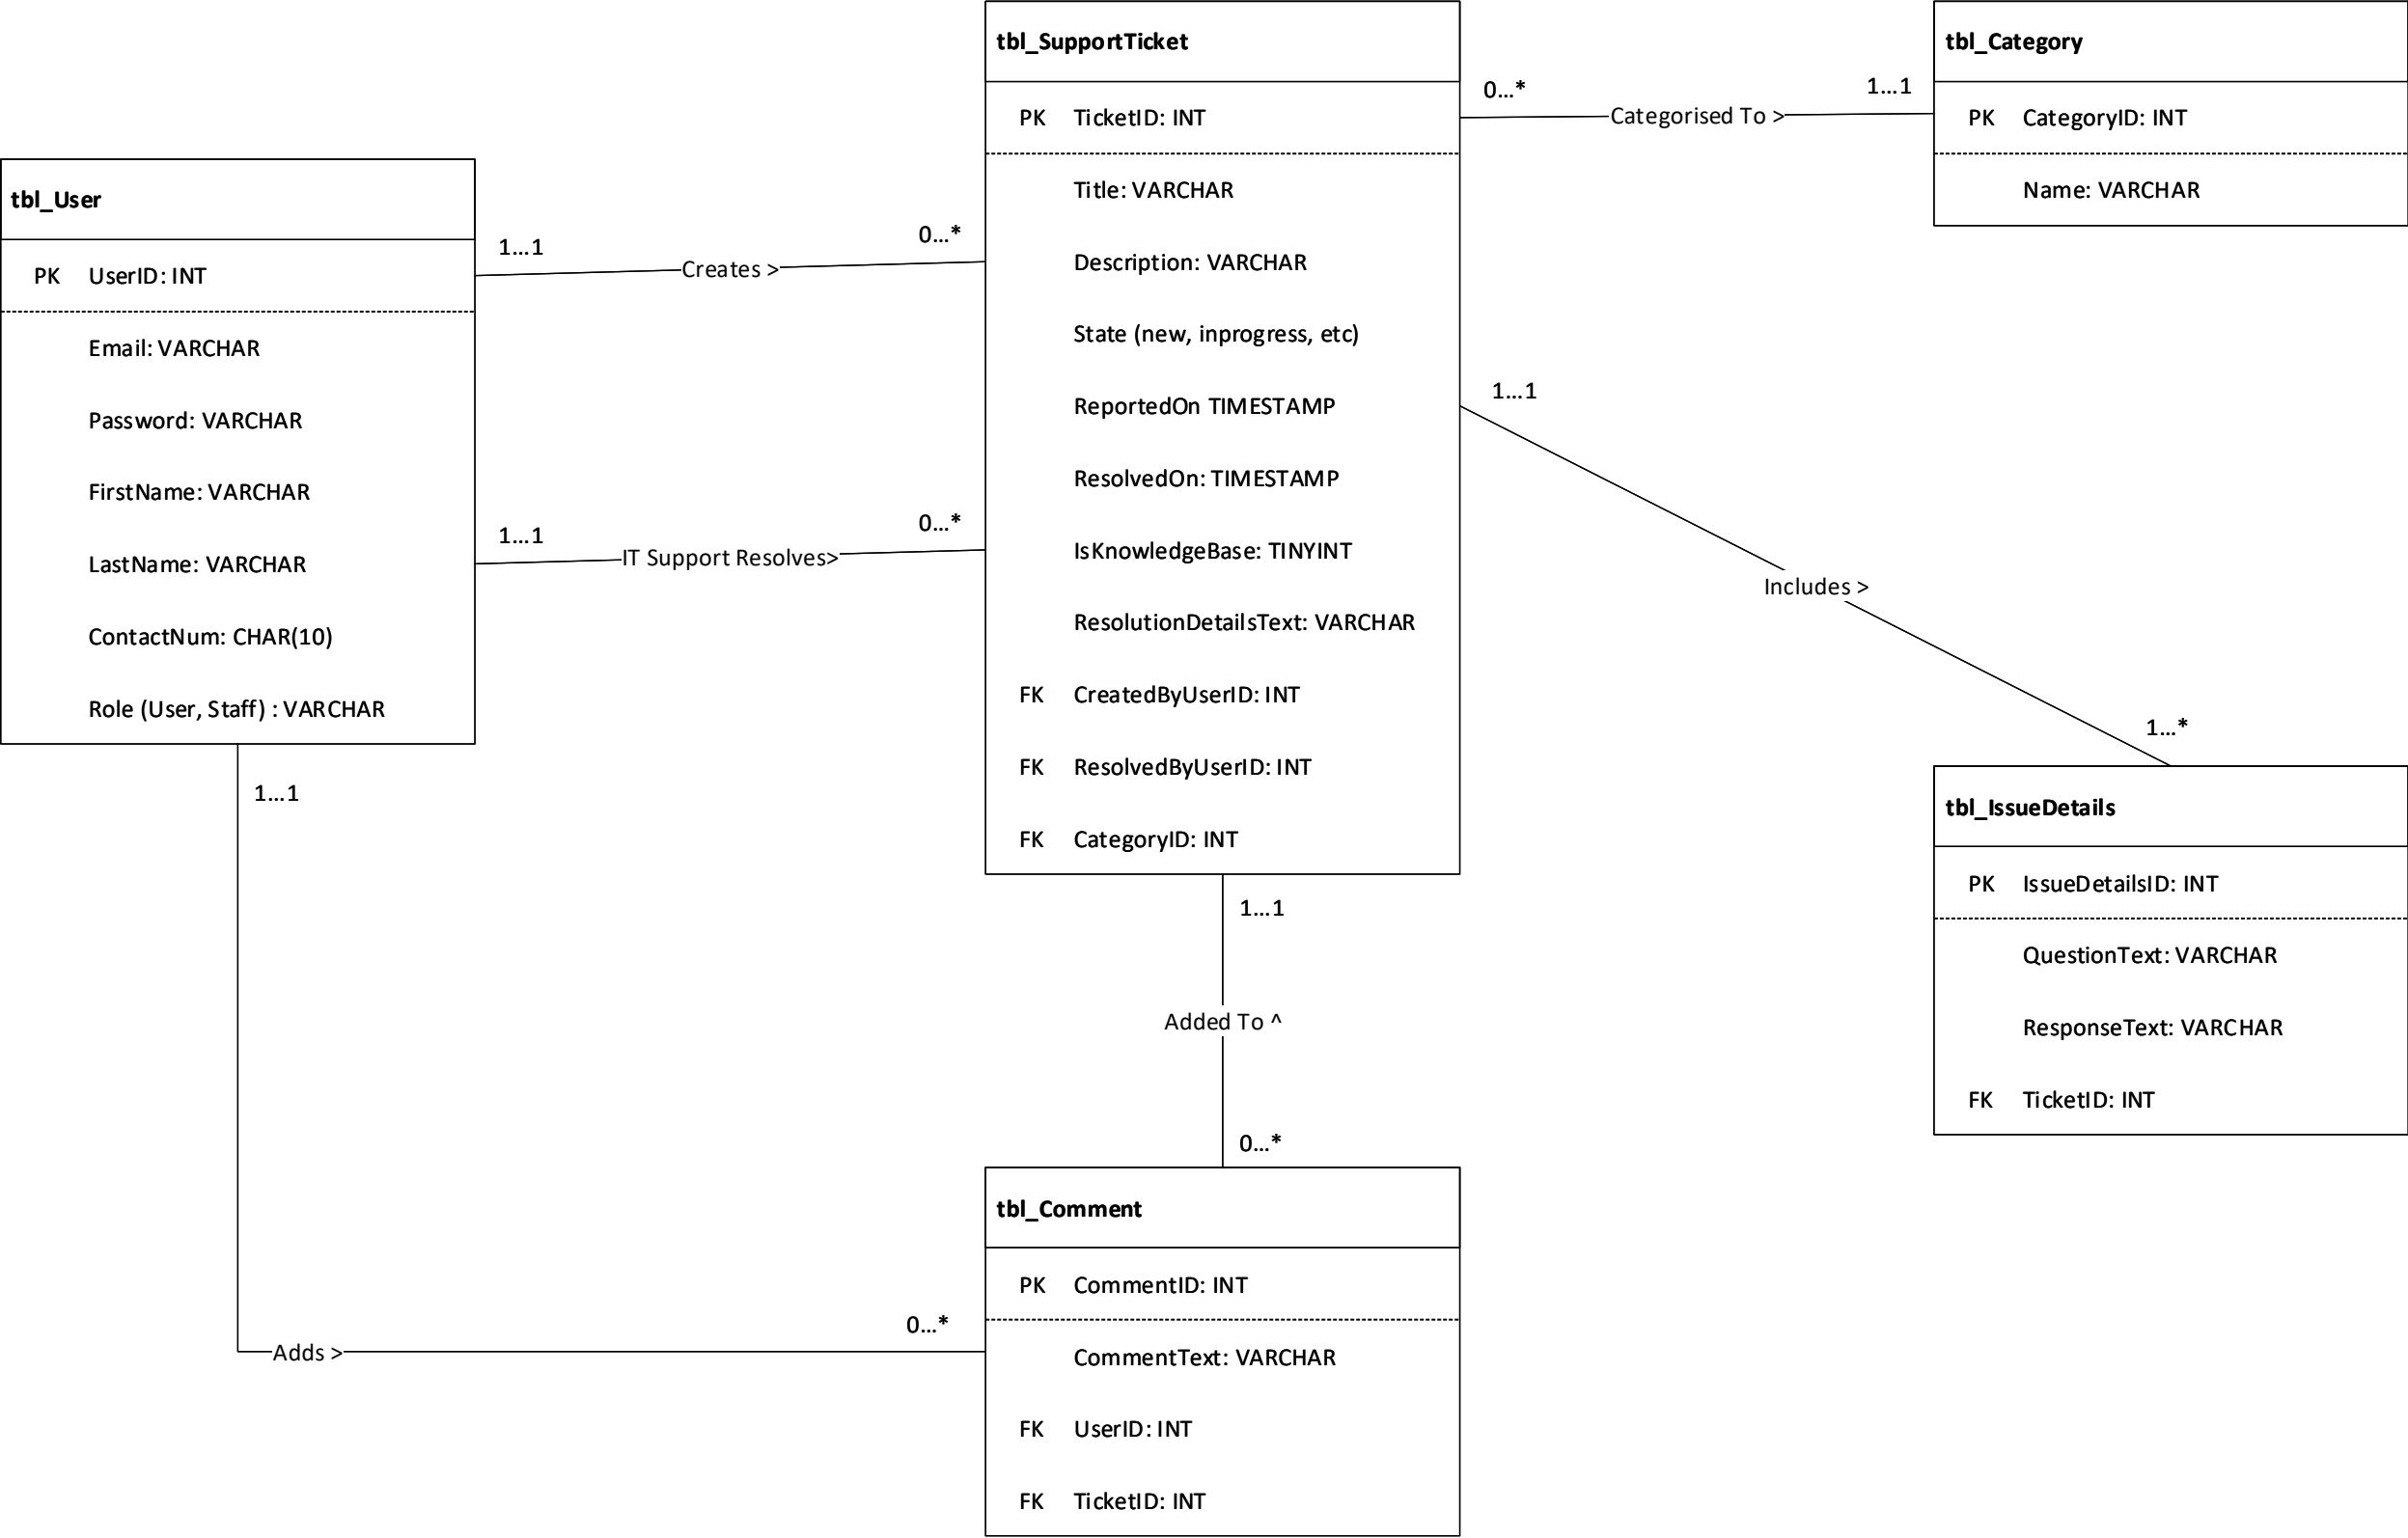 tbl_User
PK UserID: INT
Email: VARCHAR
Password: VARCHAR
FirstName: VARCHAR
LastName: VARCHAR
ContactNum: CHAR(10)
Role (User, Staff) : VARCHAR
1...1
Creates >
0...*
1...1
IT Support Resolves>
0...*
1...1
Adds >
0...*
tbl_SupportTicket
PK TicketID: INT
Title: VARCHAR
Description: VARCHAR
State (new, inprogress, etc)
ReportedOn TIMESTAMP
ResolvedOn: TIMESTAMP
IsKnowledgeBase: TINYINT
ResolutionDetailsText: VARCHAR
FK CreatedByUserID: INT
FK ResolvedByUserID: INT
FK CategoryID: INT
0...*
Categorised To >
1...1
1...1
Includes >
1...*
1...1
Added To ^
0...*
tbl_Category
PK CategoryID: INT
Name: VARCHAR
tbl_IssueDetails
PK IssueDetailsID: INT
QuestionText: VARCHAR
ResponseText: VARCHAR
FK TicketID: INT
tbl_Comment
PK CommentID: INT
CommentText: VARCHAR
FK UserID: INT
FK TicketID: INT